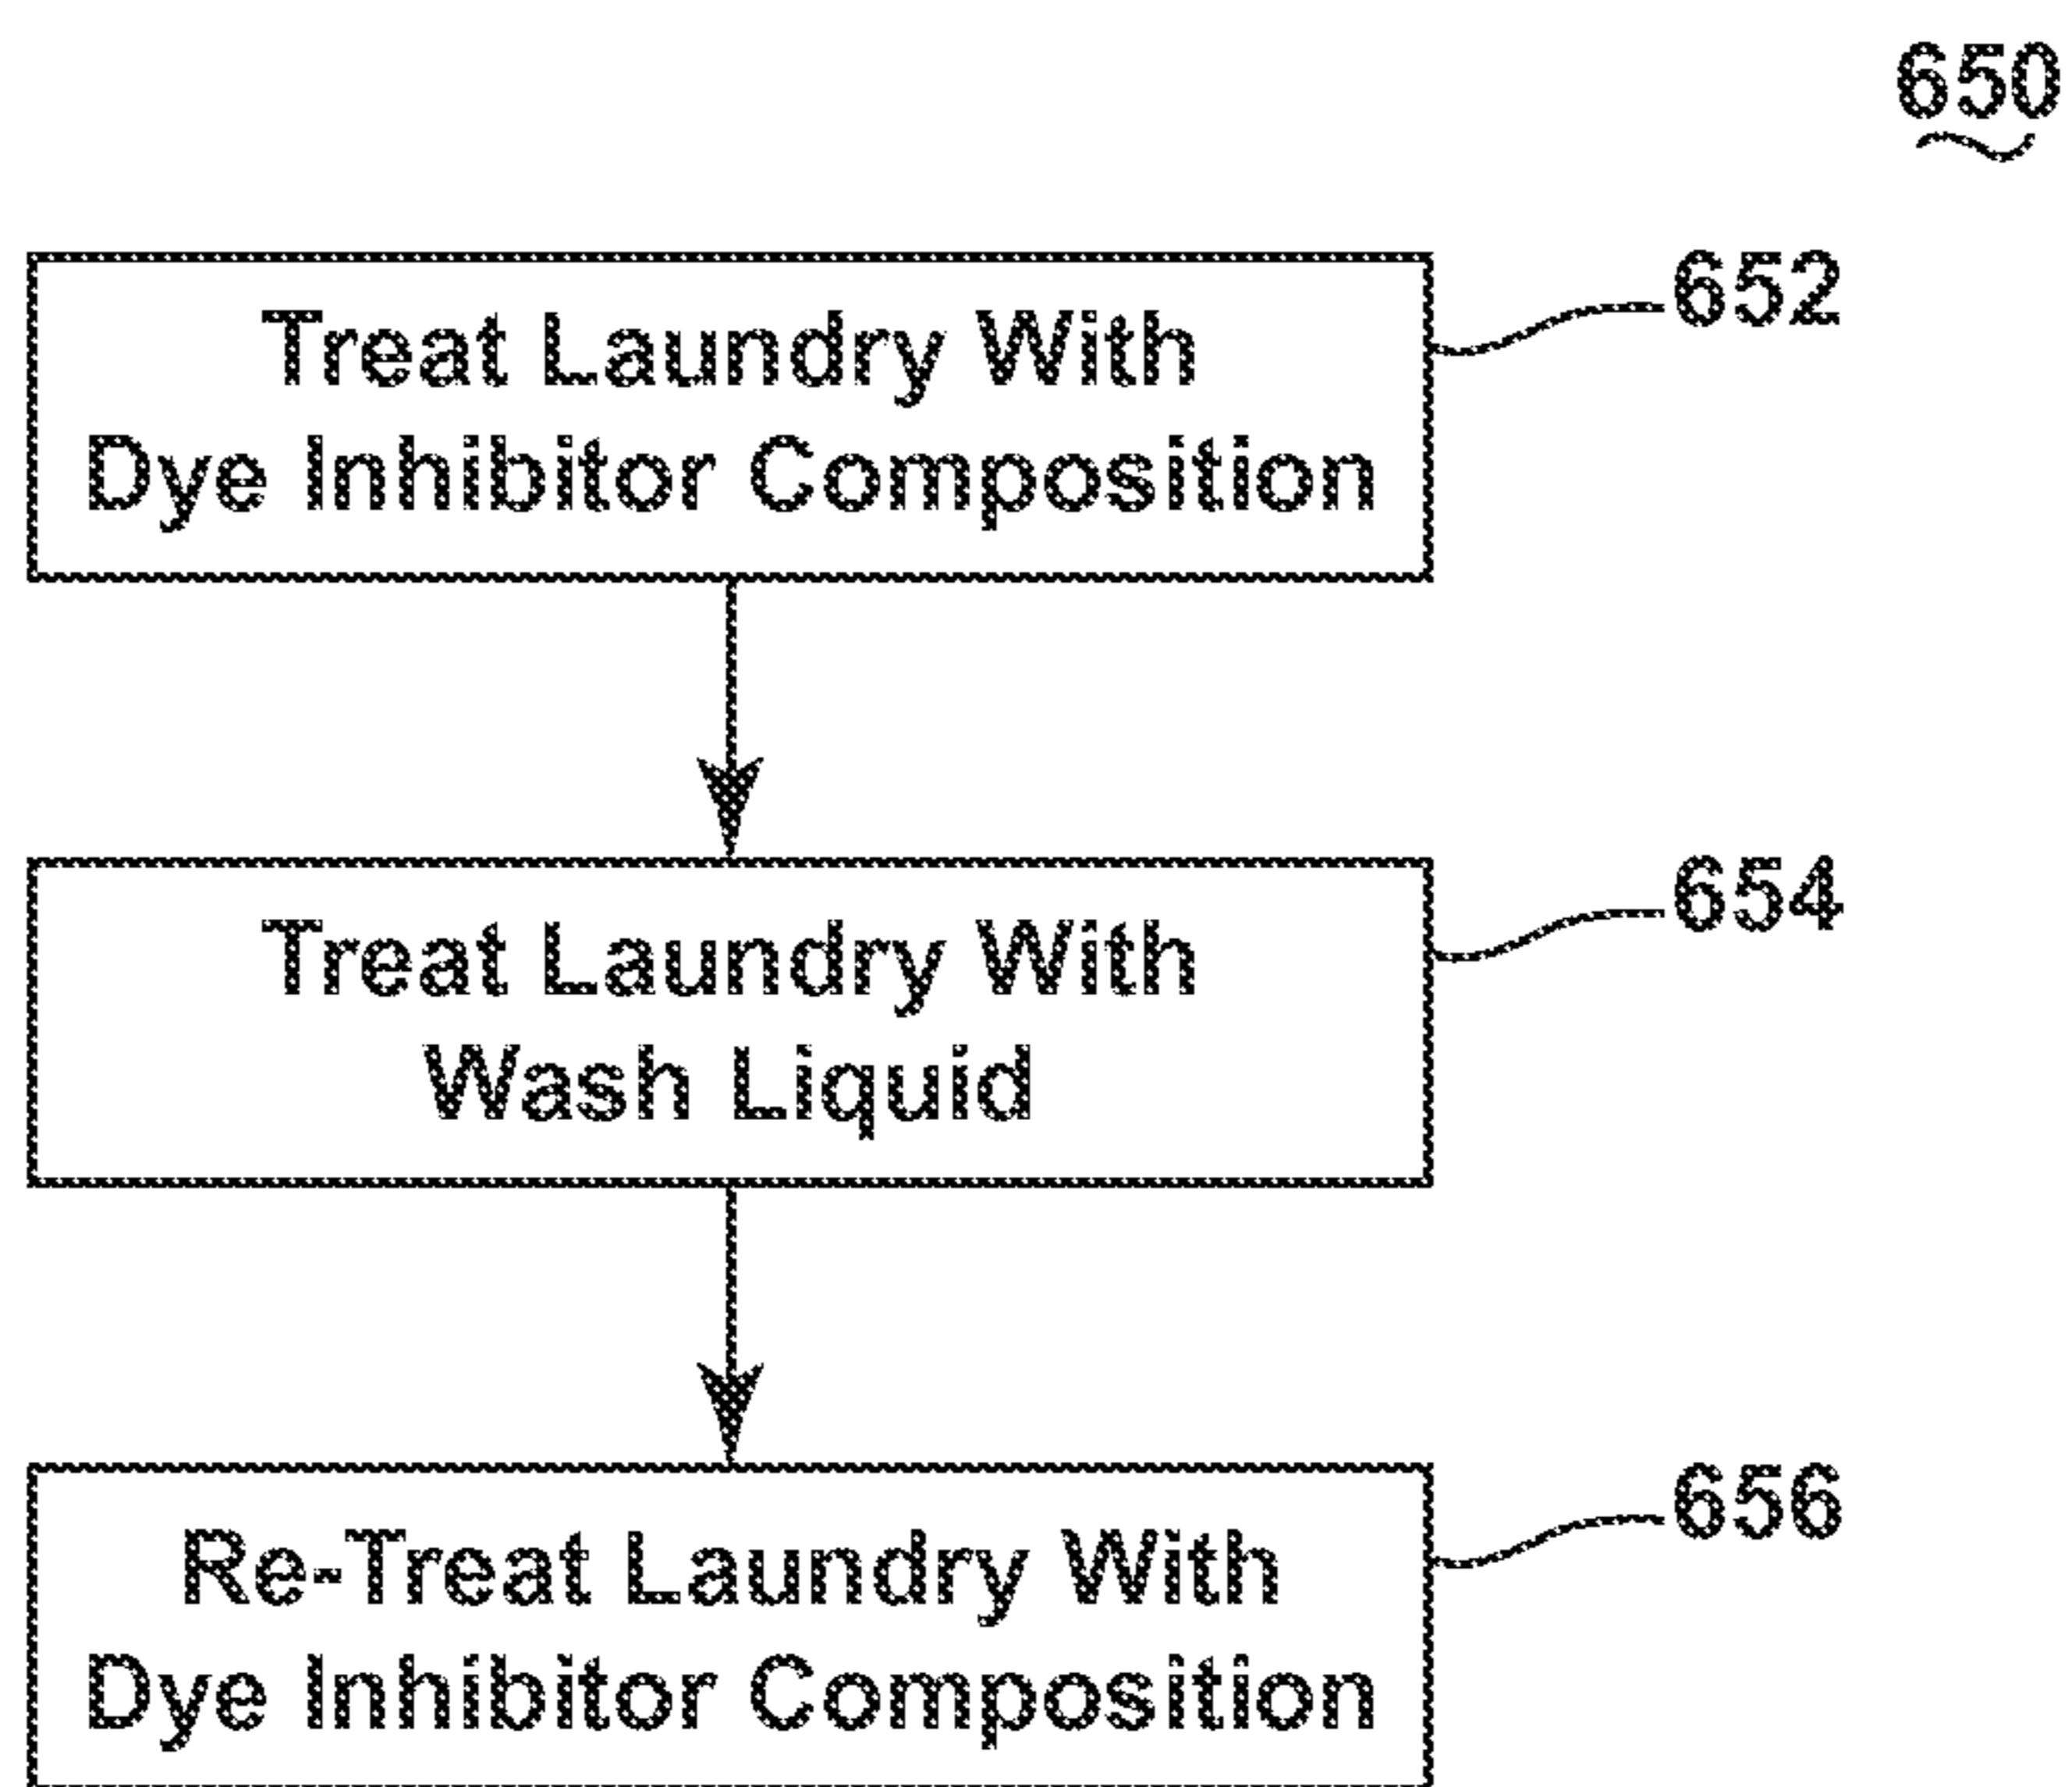 650
Treat Laundry With
Dye Inhibitor Composition
652
Treat Laundry With
Wash Liquid
654
Re-Treat Laundry With
Dye Inhibitor Composition
656